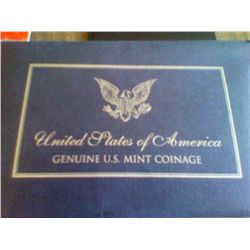 United States of America
GENUINE U.S. MINT COINAGE